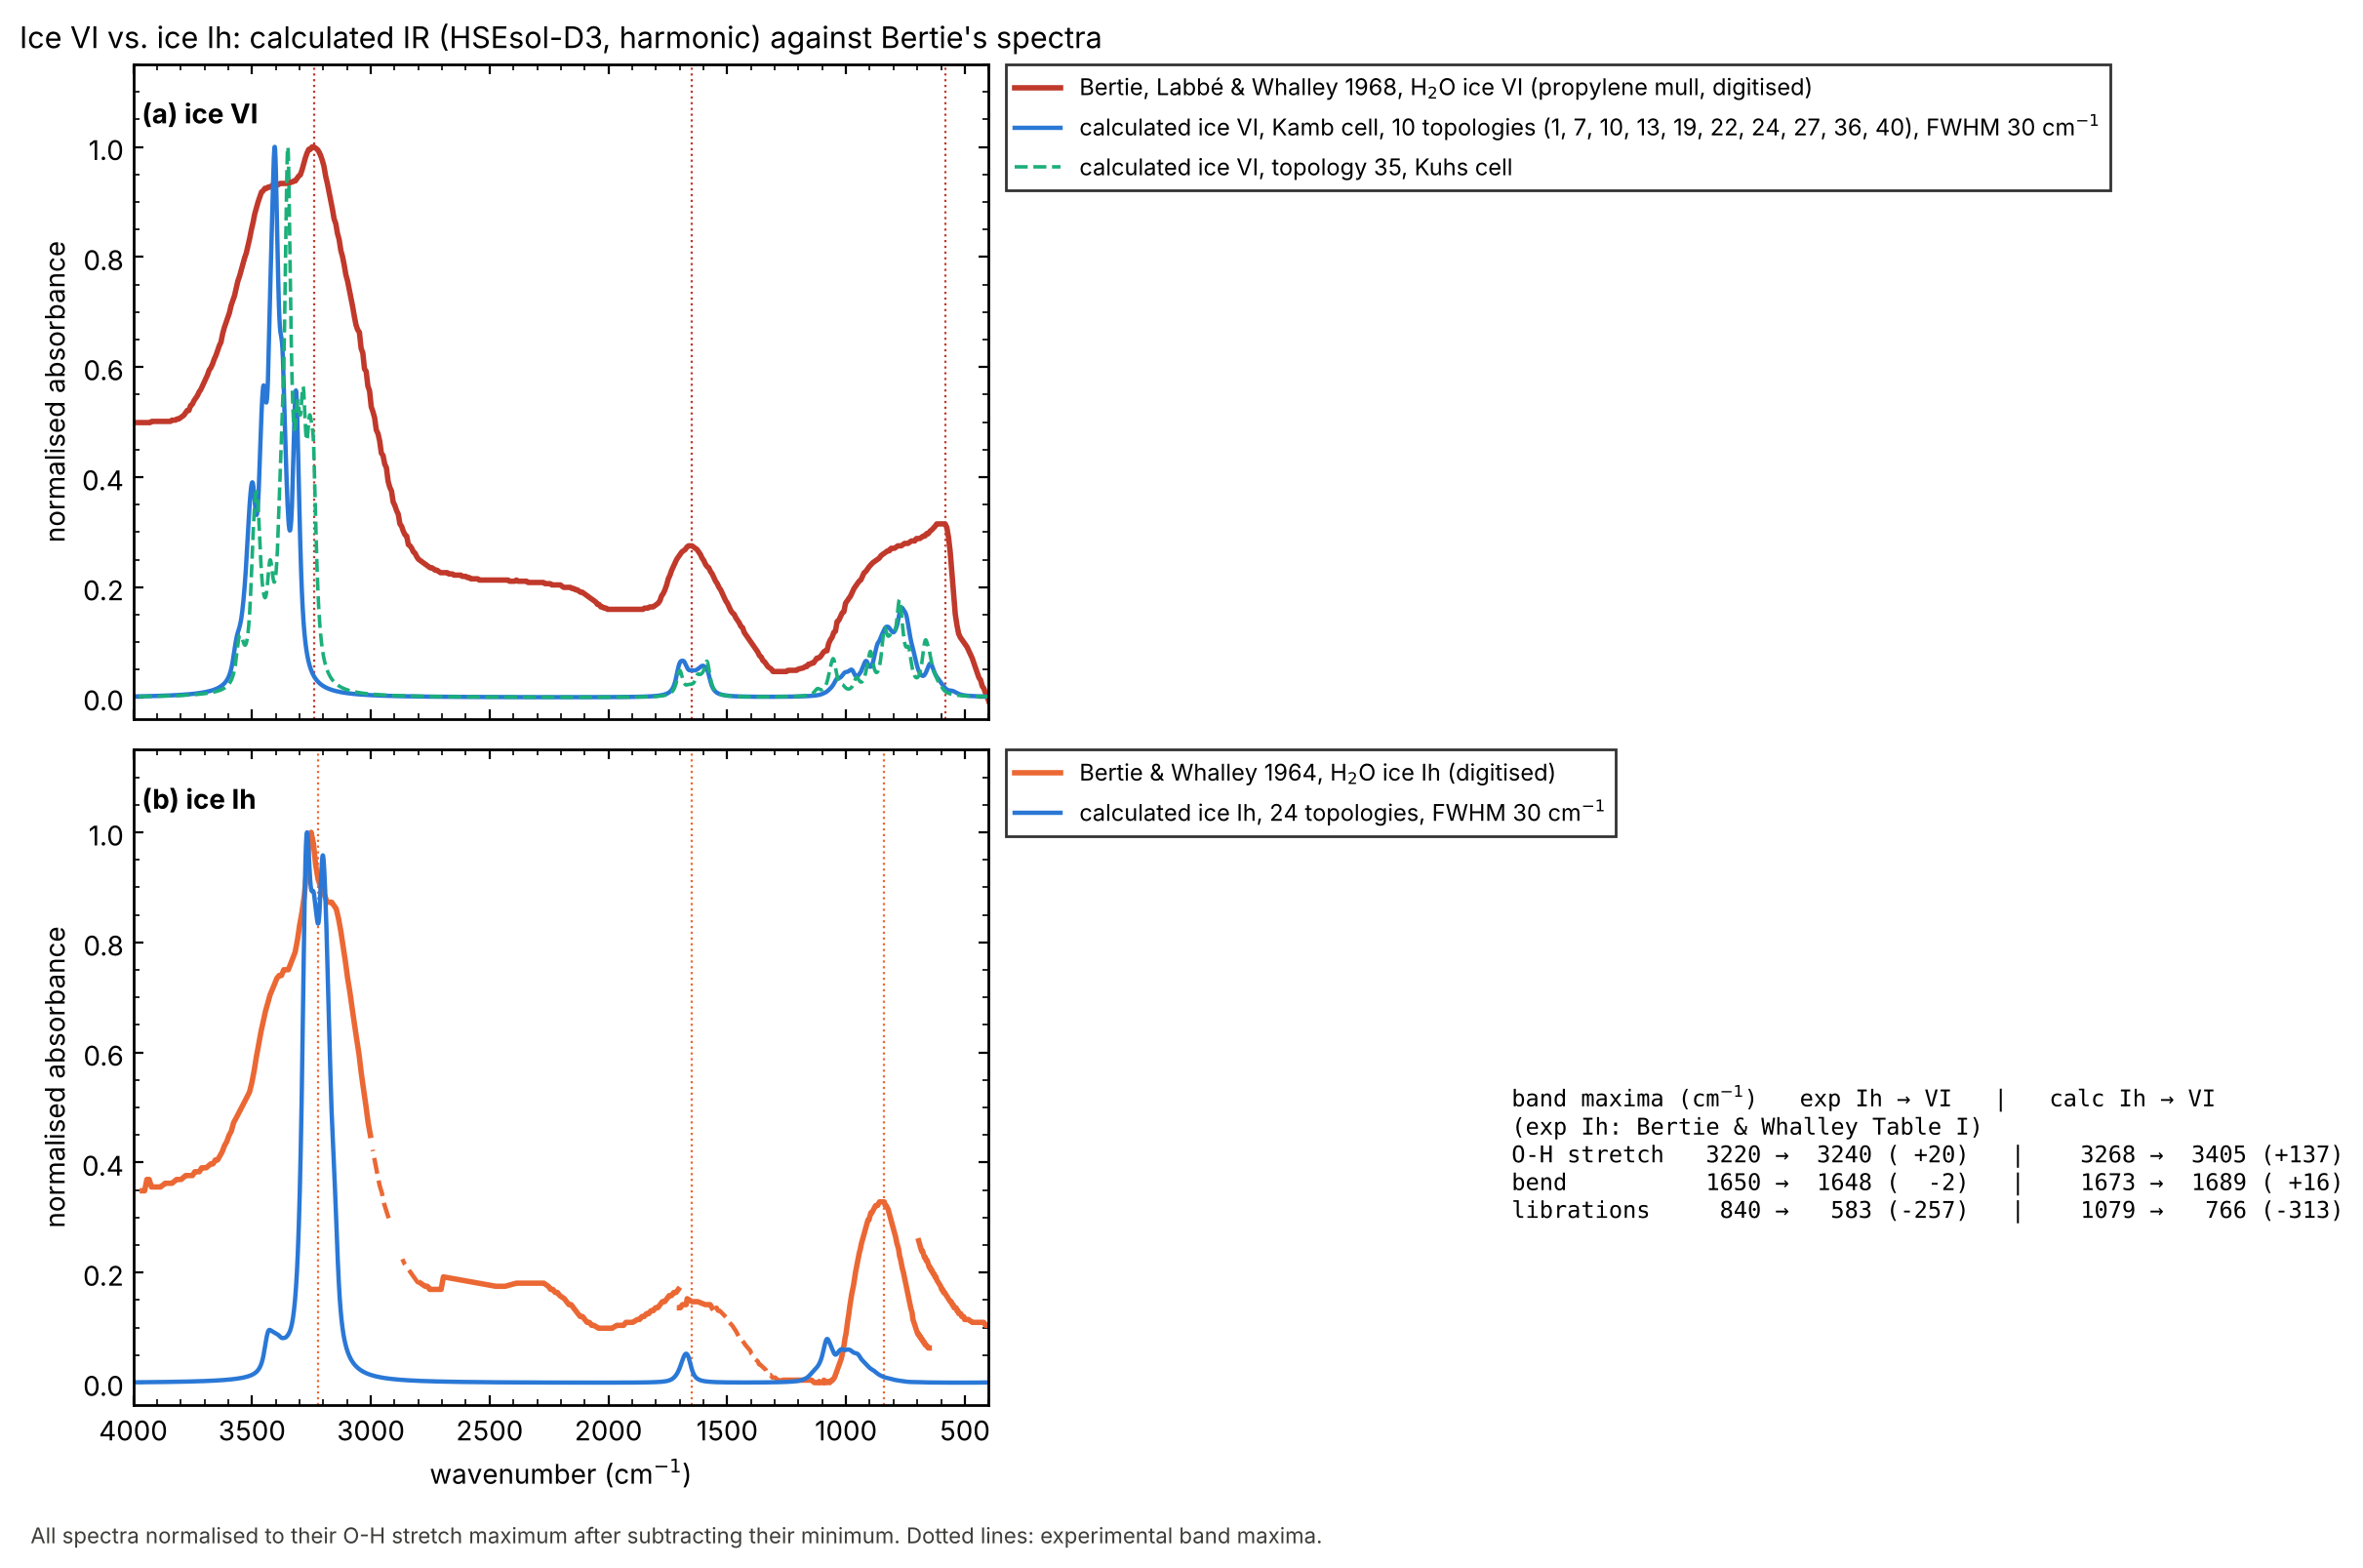 Ice VI vs. ice Ih: calculated IR (HSEsol-D3, harmonic) against Bertie's spectra
(a) ice VI
normalised absorbance
1.0
0.8
0.6
0.4
0.2
0.0
Bertie, Labbé & Whalley 1968, H₂O ice VI (propylene mull, digitised)
calculated ice VI, Kamb cell, 10 topologies (1, 7, 10, 13, 19, 22, 24, 27, 36, 40), FWHM 30 cm⁻¹
calculated ice VI, topology 35, Kuhs cell
(b) ice Ih
normalised absorbance
1.0
0.8
0.6
0.4
0.2
0.0
4000 3500 3000 2500 2000 1500 1000 500
wavenumber (cm⁻¹)
Bertie & Whalley 1964, H₂O ice Ih (digitised)
calculated ice Ih, 24 topologies, FWHM 30 cm⁻¹
band maxima (cm⁻¹) exp Ih → VI | calc Ih → VI
(exp Ih: Bertie & Whalley Table I)
O-H stretch 3220 → 3240 ( +20) | 3268 → 3405 (+137)
bend 1650 → 1648 ( -2) | 1673 → 1689 ( +16)
librations 840 → 583 (-257) | 1079 → 766 (-313)
All spectra normalised to their O-H stretch maximum after subtracting their minimum. Dotted lines: experimental band maxima.